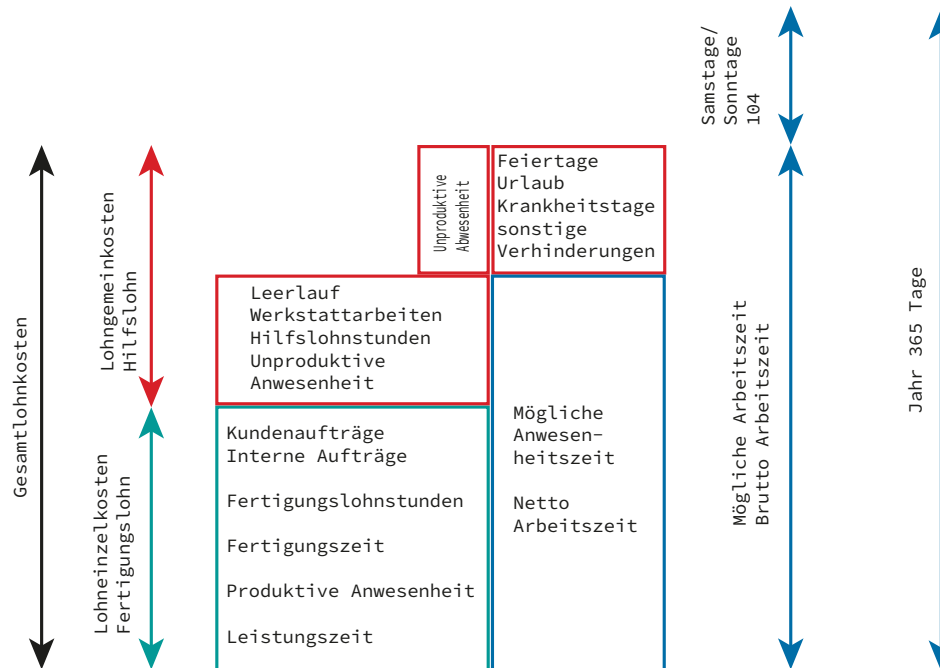 Gesamtlohnkosten
Lohngemeinkosten
Hilfslohn
Lohneinzelkosten
Fertigungslohn
Unproduktive
Abwesenheit
Feiertage
Urlaub
Krankheitstage
sonstige
Verhinderungen
Leerlauf
Werkstattarbeiten
Hilfslohnstunden
Unproduktive
Anwesenheit
Kundenaufträge
Interne Aufträge
Fertigungslohnstunden
Fertigungszeit
Produktive Anwesenheit
Leistungszeit
Mögliche
Anwesen-
heitszeit
Netto
Arbeitszeit
Samstage/
Sonntage
104
Mögliche Arbeitszeit
Brutto Arbeitszeit
Jahr 365 Tage